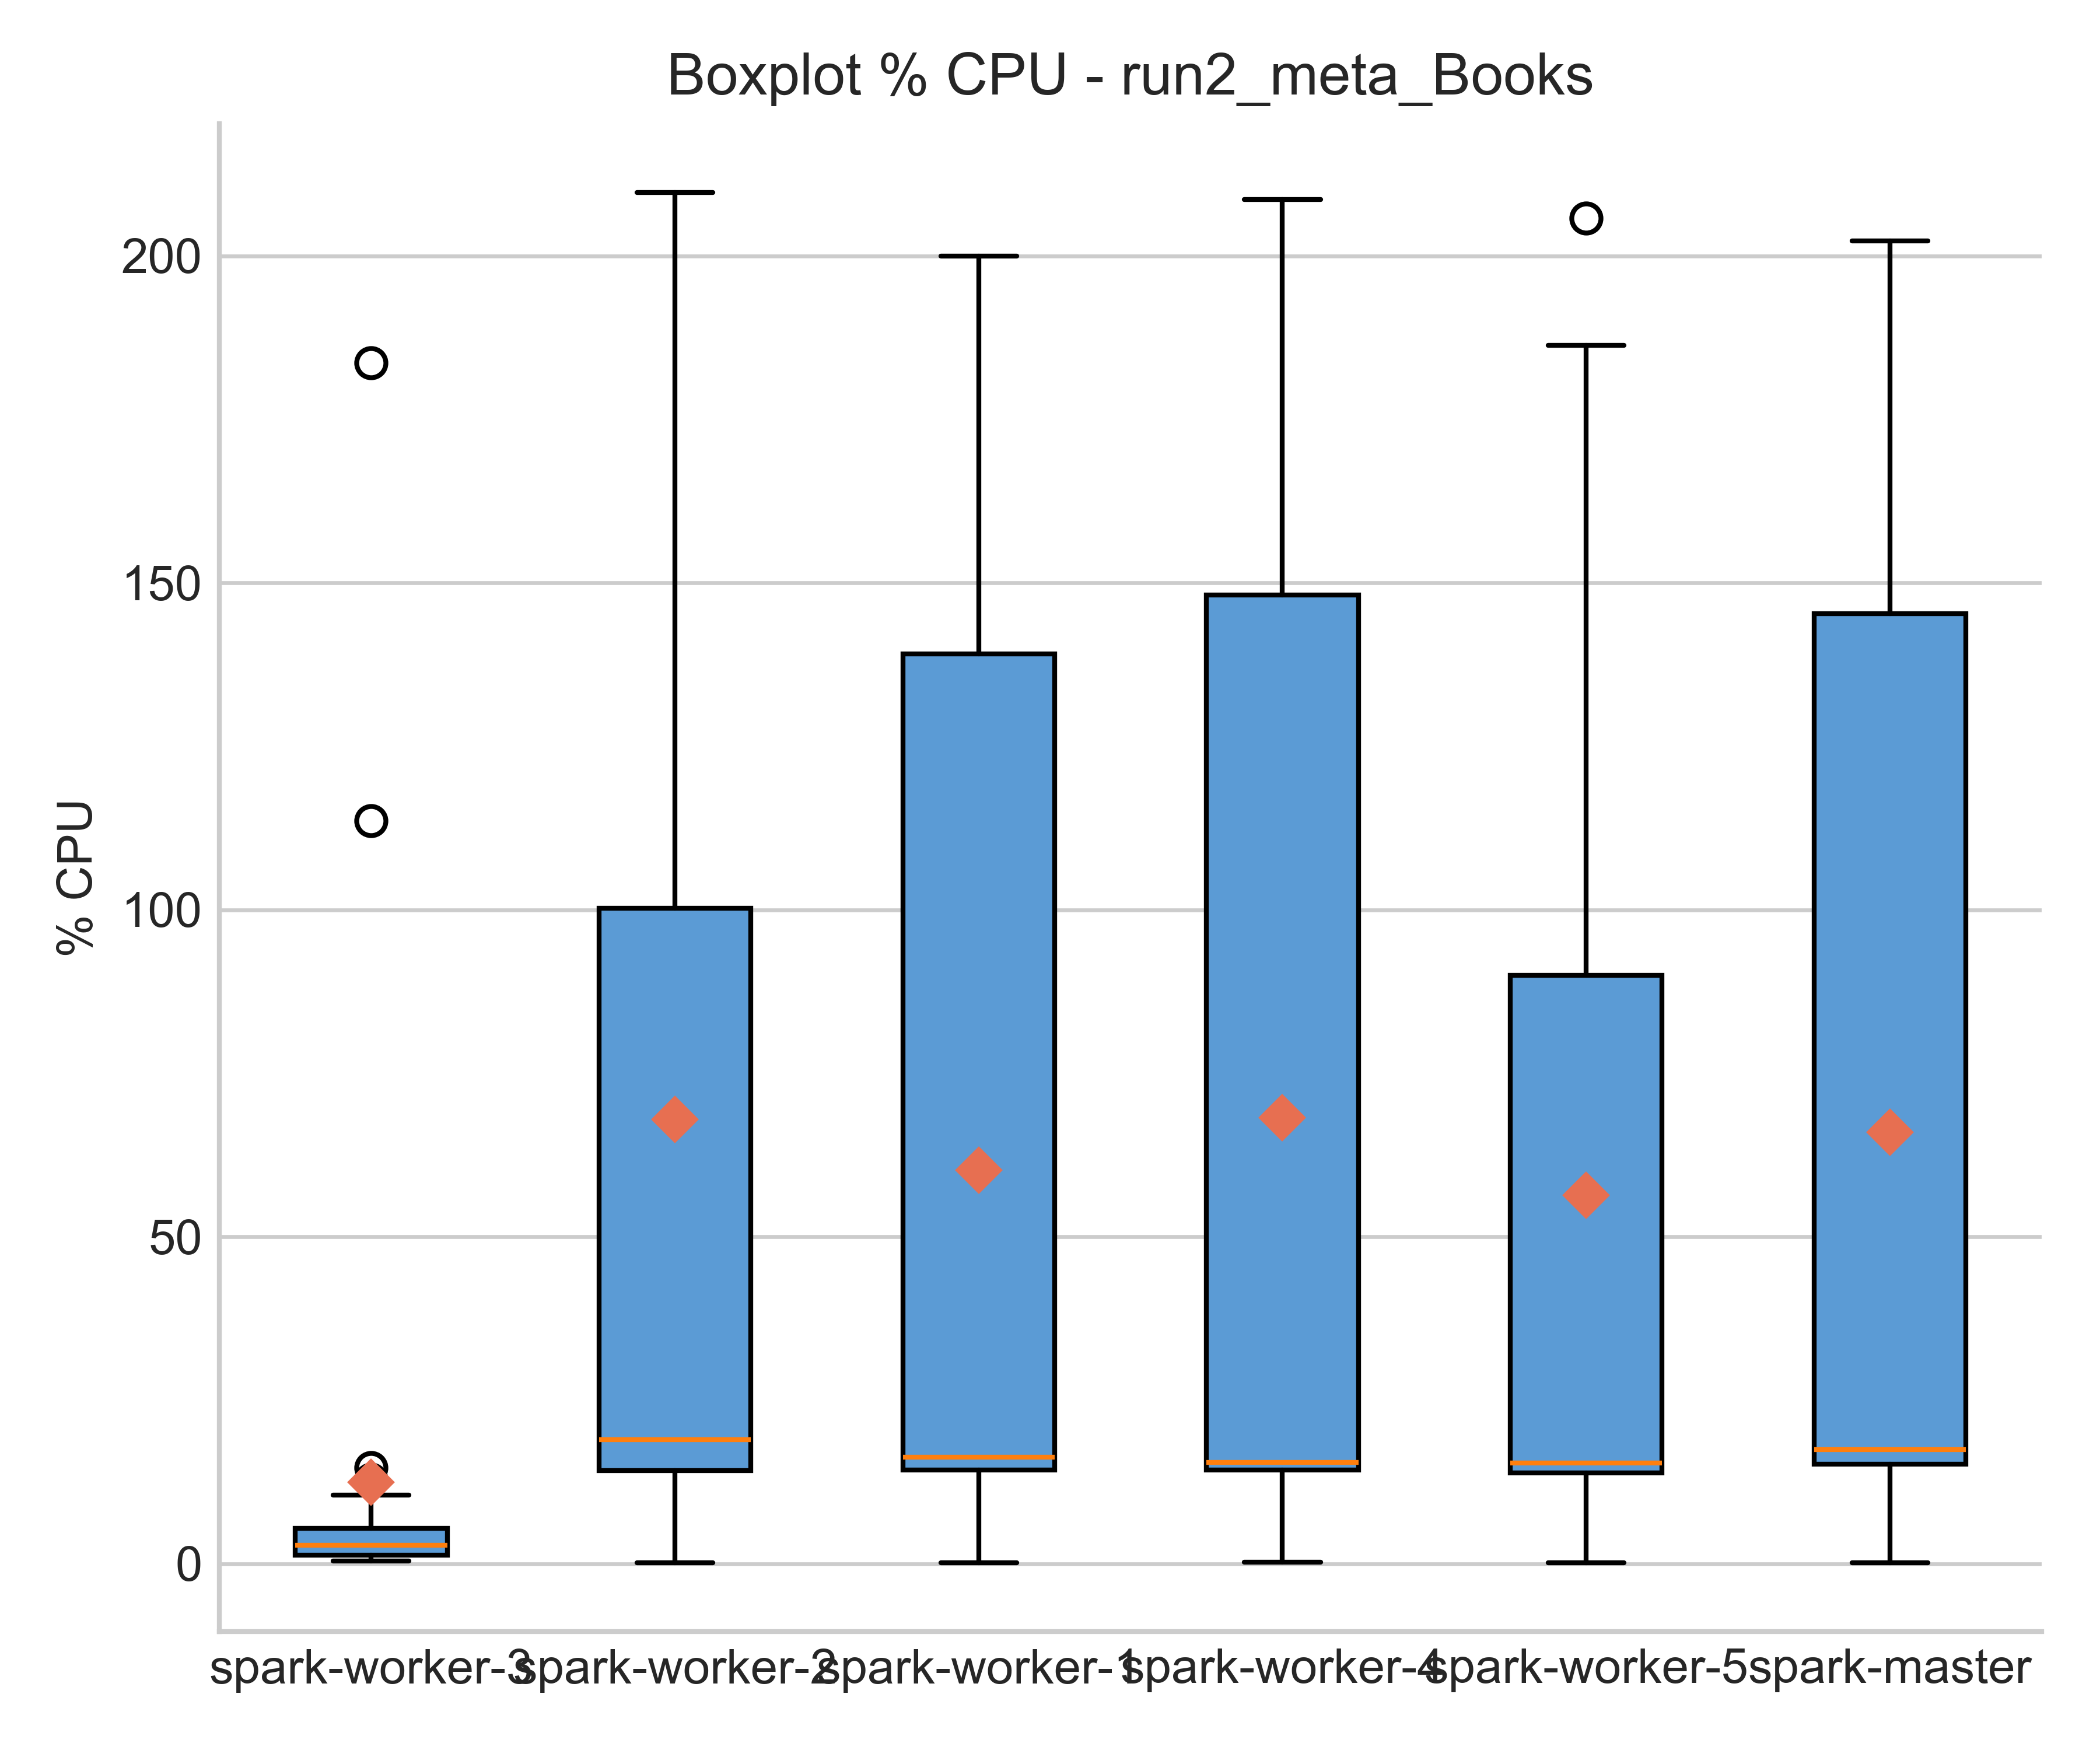 Boxplot % CPU - run2_meta_Books
% CPU
200
150
100
50
0
spark-worker-3 spark-worker-2 spark-worker-1 spark-worker-4 spark-worker-5 spark-master